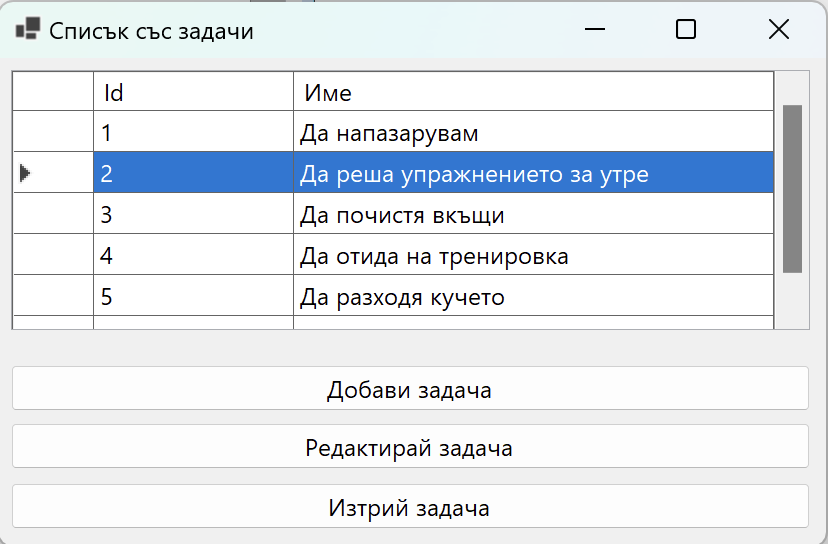 Списък със задачи
Id Име
1 Да напазарувам
2 Да реша упражнението за утре
3 Да почистя вкъщи
4 Да отида на тренировка
5 Да разходя кучето
Добави задача
Редактирай задача
Изтрий задача